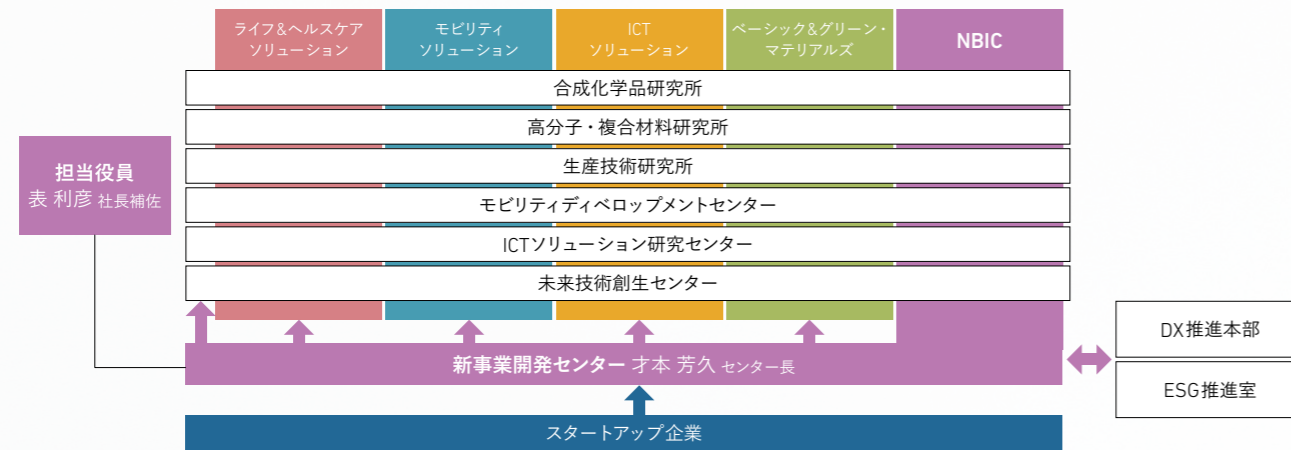 ライフ&ヘルスケア
ソリューション
モビリティ
ソリューション
ICT
ソリューション
ベーシック&グリーン・
マテリアルズ
NBIC
合成化学品研究所
高分子・複合材料研究所
生産技術研究所
モビリティディベロップメントセンター
ICTソリューション研究センター
未来技術創生センター
担当役員
表 利彦 社長補佐
新事業開発センター 才本 芳久 センター長
DX推進本部
ESG推進室
スタートアップ企業